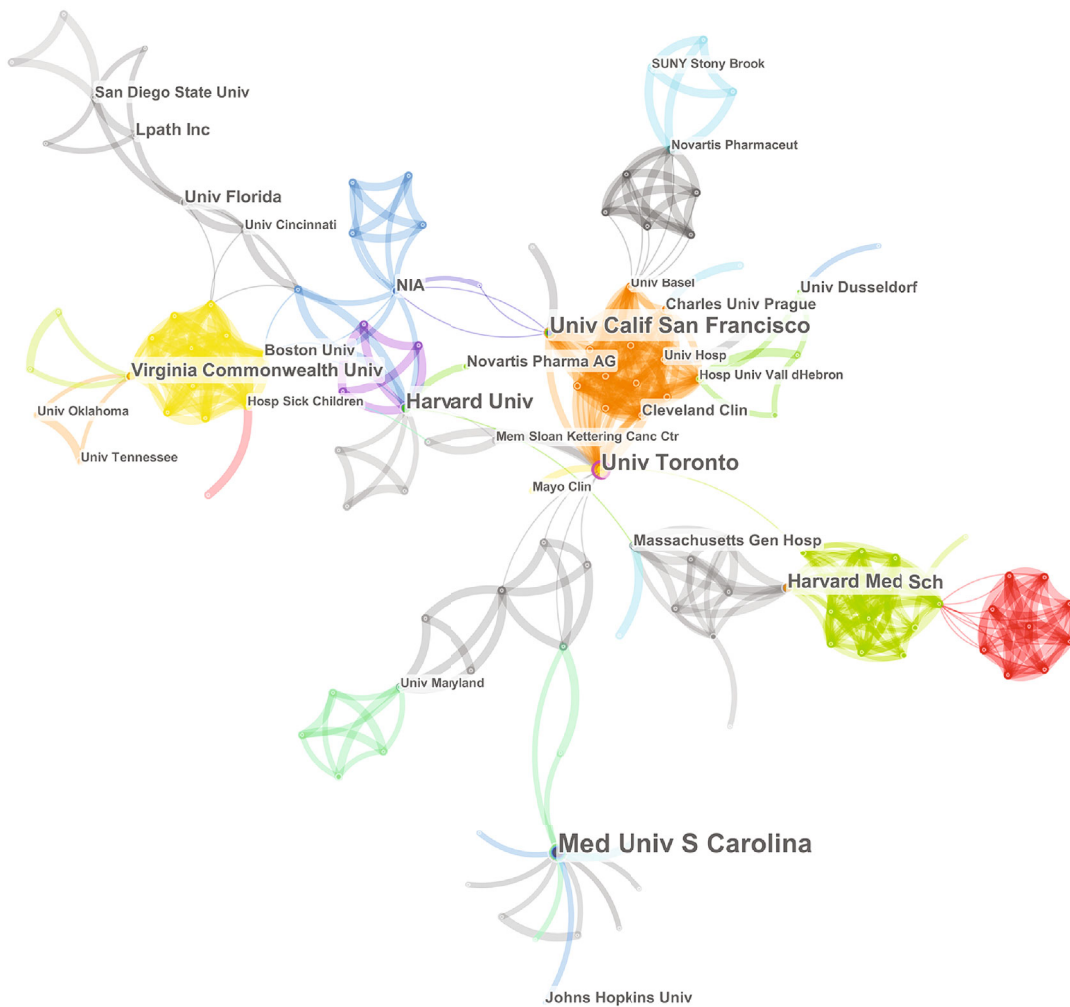 SUNY Stony Brook
San Diego State Univ
Lpath Inc
Novartis Pharmaceut
Univ Florida
Univ Cincinnati
NIA
Univ Basel
Univ Dusseldorf
Charles Univ Prague
Univ Calif San Francisco
Boston Univ
Univ Hosp
Novartis Pharma AG
Virginia Commonwealth Univ
Hosp Univ Vall dHebron
Hosp Sick Children
Harvard Univ
Univ Oklahoma
Cleveland Clin
Mem Sloan Kettering Canc Ctr
Univ Tennessee
Univ Toronto
Mayo Clin
Massachusetts Gen Hosp
Harvard Med Sch
Univ Maryland
Med Univ S Carolina
Johns Hopkins Univ